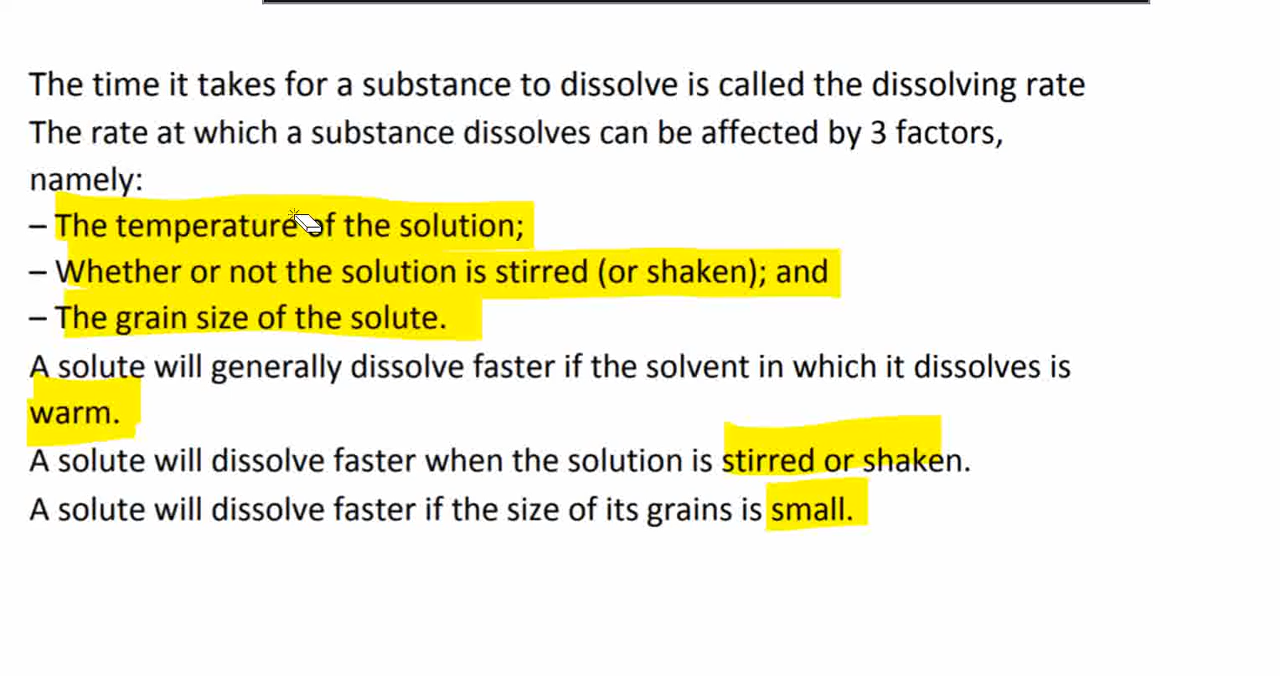 The time it takes for a substance to dissolve is called the dissolving rate
The rate at which a substance dissolves can be affected by 3 factors,
namely:
– The temperature of the solution;
– Whether or not the solution is stirred (or shaken); and
– The grain size of the solute.
A solute will generally dissolve faster if the solvent in which it dissolves is
warm.
A solute will dissolve faster when the solution is stirred or shaken.
A solute will dissolve faster if the size of its grains is small.